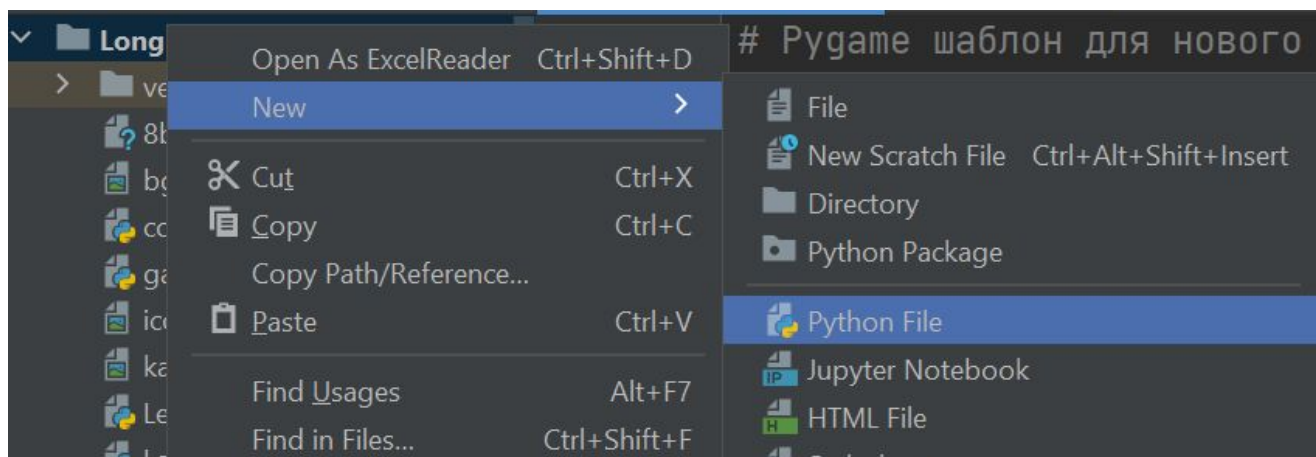 Long
Open As ExcelReader Ctrl+Shift+D
# Pygame шаблон для нового
New
File
New Scratch File Ctrl+Alt+Shift+Insert
Cut Ctrl+X
Directory
Copy Ctrl+C
Python Package
Copy Path/Reference...
Paste Ctrl+V
Python File
Jupyter Notebook
Find Usages Alt+F7
HTML File
Find in Files... Ctrl+Shift+F